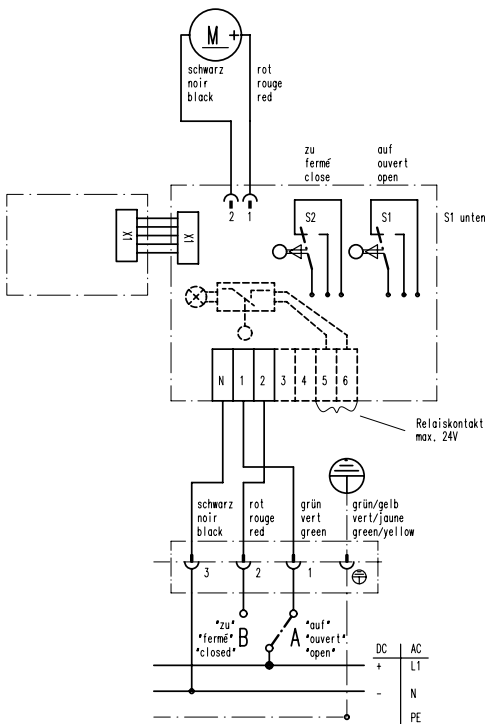 M +
schwarz
noir
black
rot
rouge
red
zu
fermé
close
auf
ouvert
open
2 1
S2
S1
S1 unten
X1
X1
N 1 2 3 4 5 6
Relaiskontakt
max. 24V
schwarz
noir
black
rot
rouge
red
grün
vert
green
grün/gelb
vert/jaune
green/yellow
3 2 1
"zu"
"fermé"
"closed"
B
A
"auf"
"ouvert"
"open"
DC AC
+ L1
- N
PE